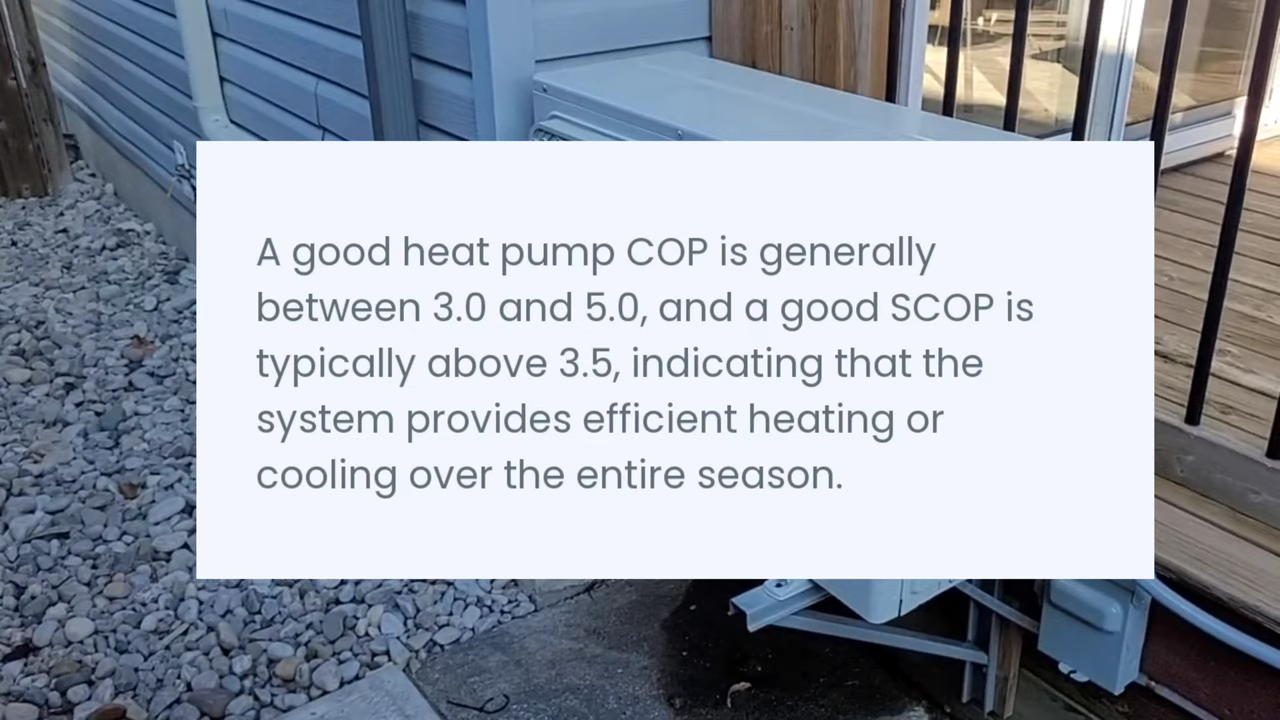 A good heat pump COP is generally
between 3.0 and 5.0, and a good SCOP is
typically above 3.5, indicating that the
system provides efficient heating or
cooling over the entire season.